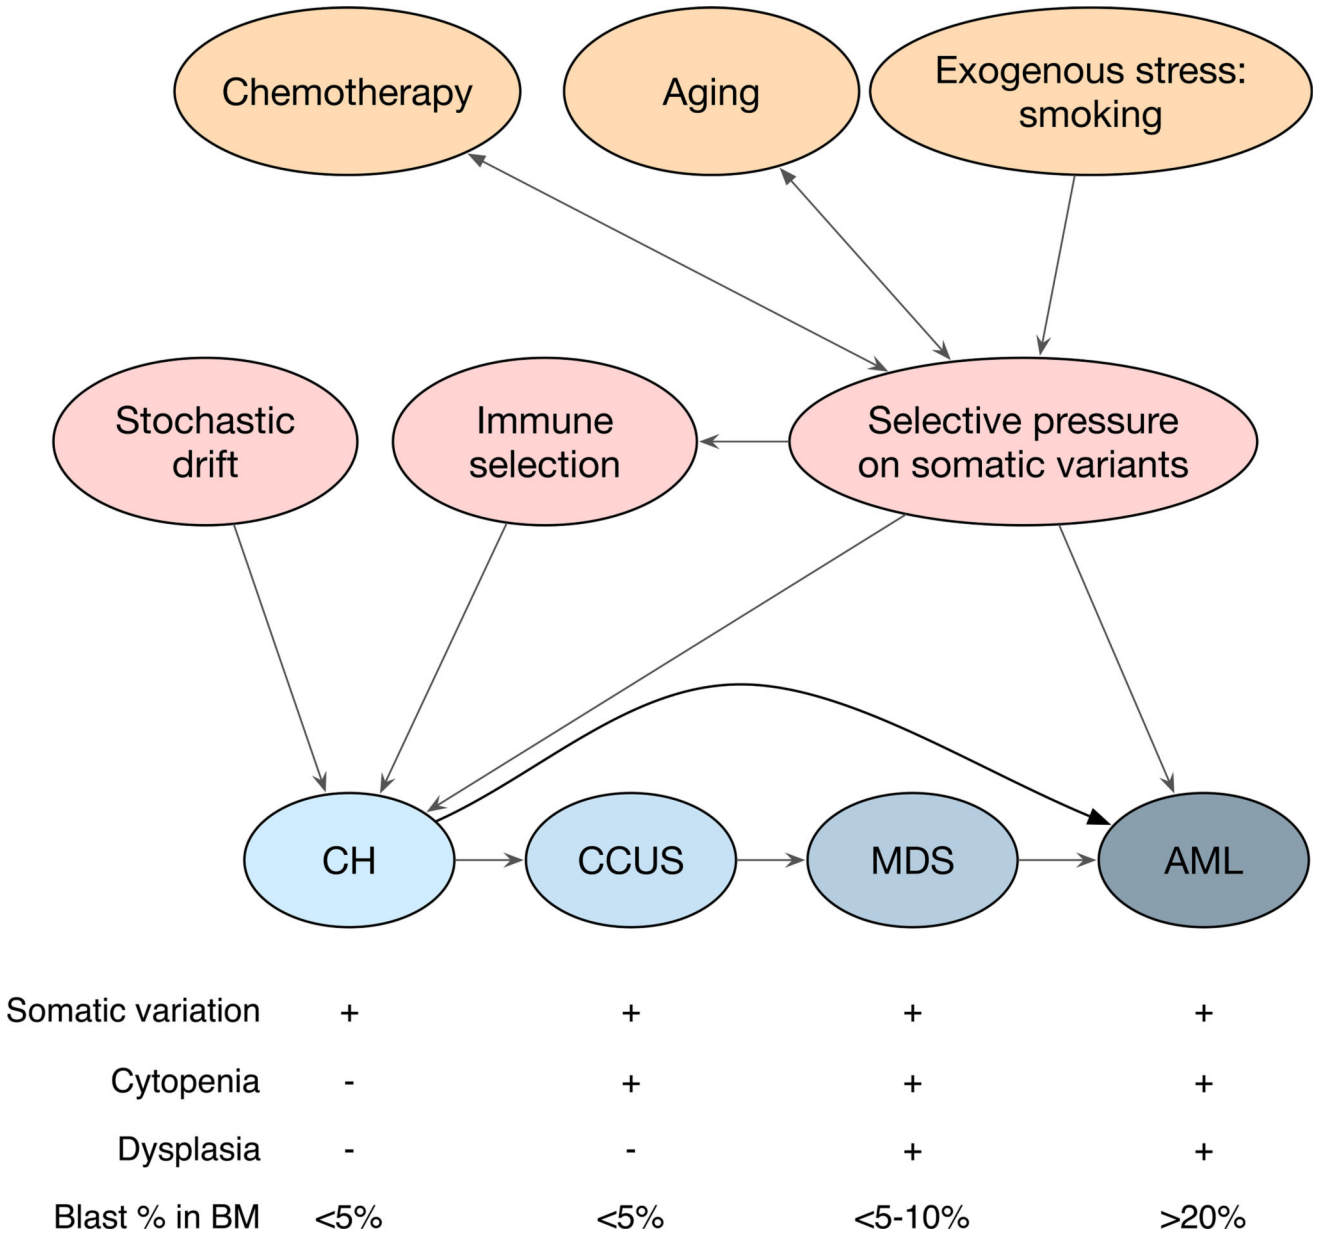 Chemotherapy
Aging
Exogenous stress:
smoking
Stochastic
drift
Immune
selection
Selective pressure
on somatic variants
CH
CCUS
MDS
AML
Somatic variation + + + +
Cytopenia - + + +
Dysplasia - - + +
Blast % in BM <5% <5% <5-10% >20%